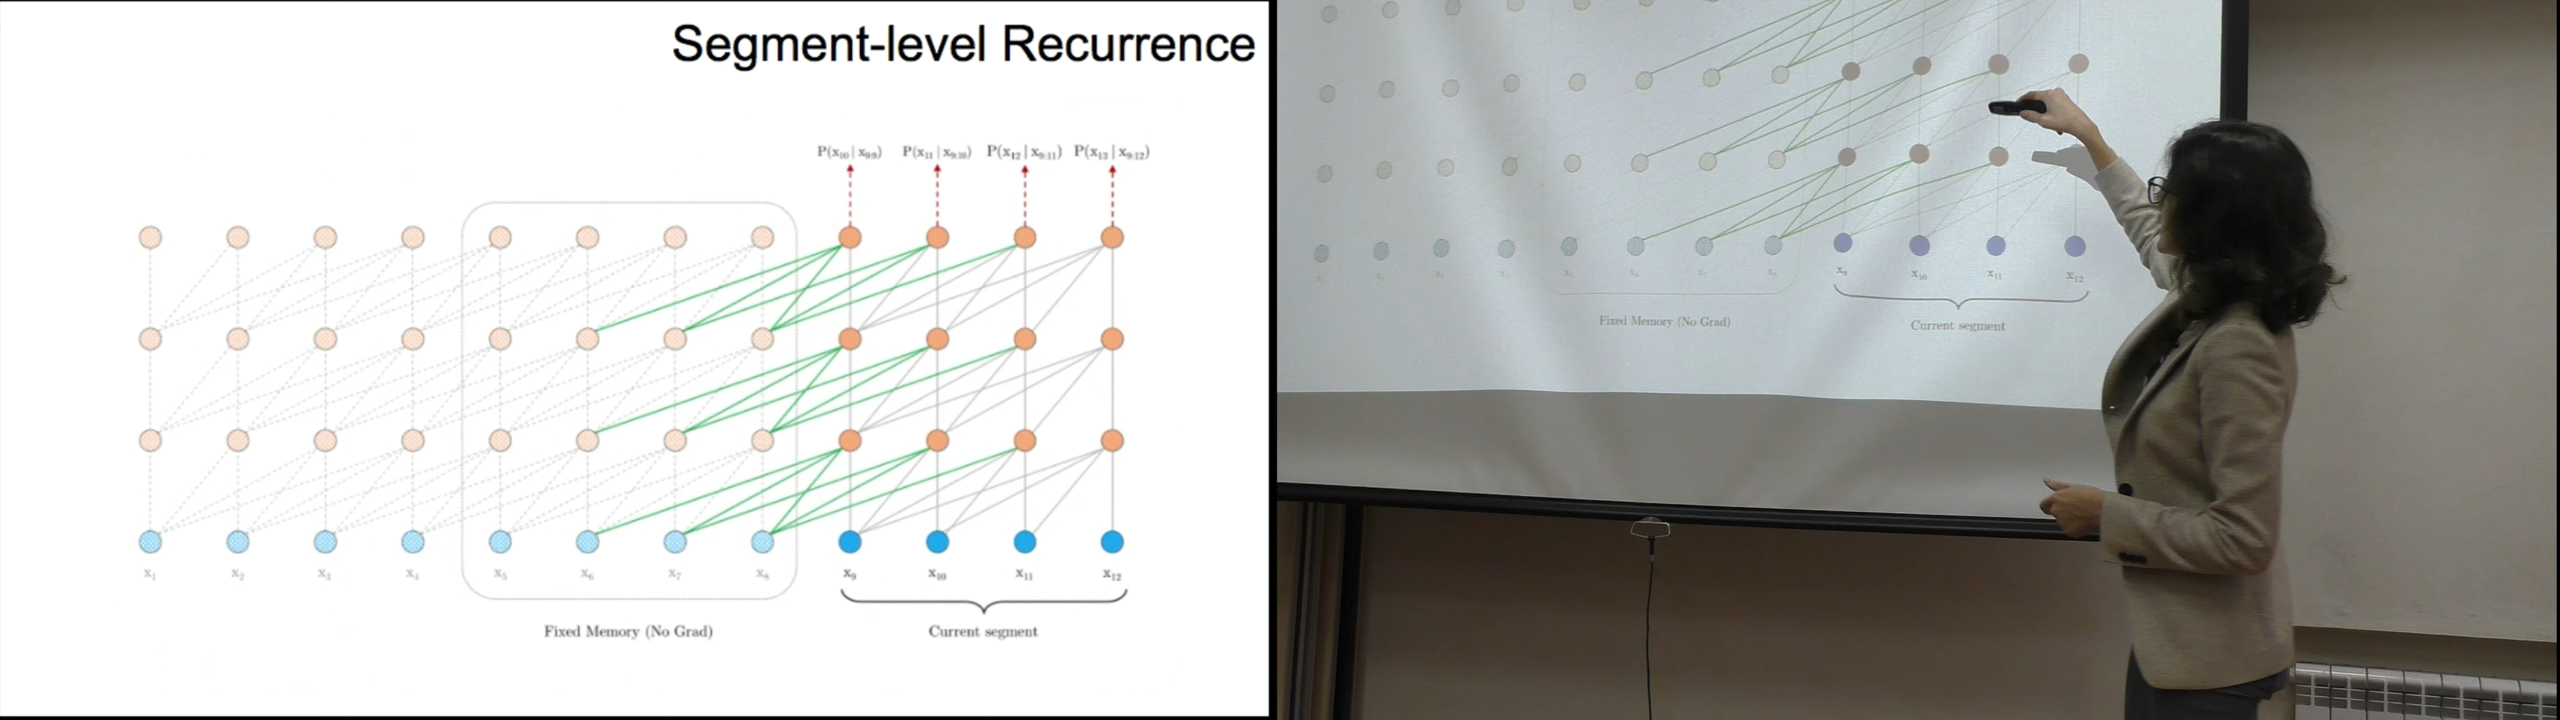 Segment-level Recurrence
P(x₁₀ | x₉:₉) P(x₁₁ | x₉:₁₀) P(x₁₂ | x₉:₁₁) P(x₁₃ | x₉:₁₂)
x₁ x₂ x₃ x₄ x₅ x₆ x₇ x₈ x₉ x₁₀ x₁₁ x₁₂
Fixed Memory (No Grad) Current segment
x₉ x₁₀ x₁₁ x₁₂
Fixed Memory (No Grad) Current segment